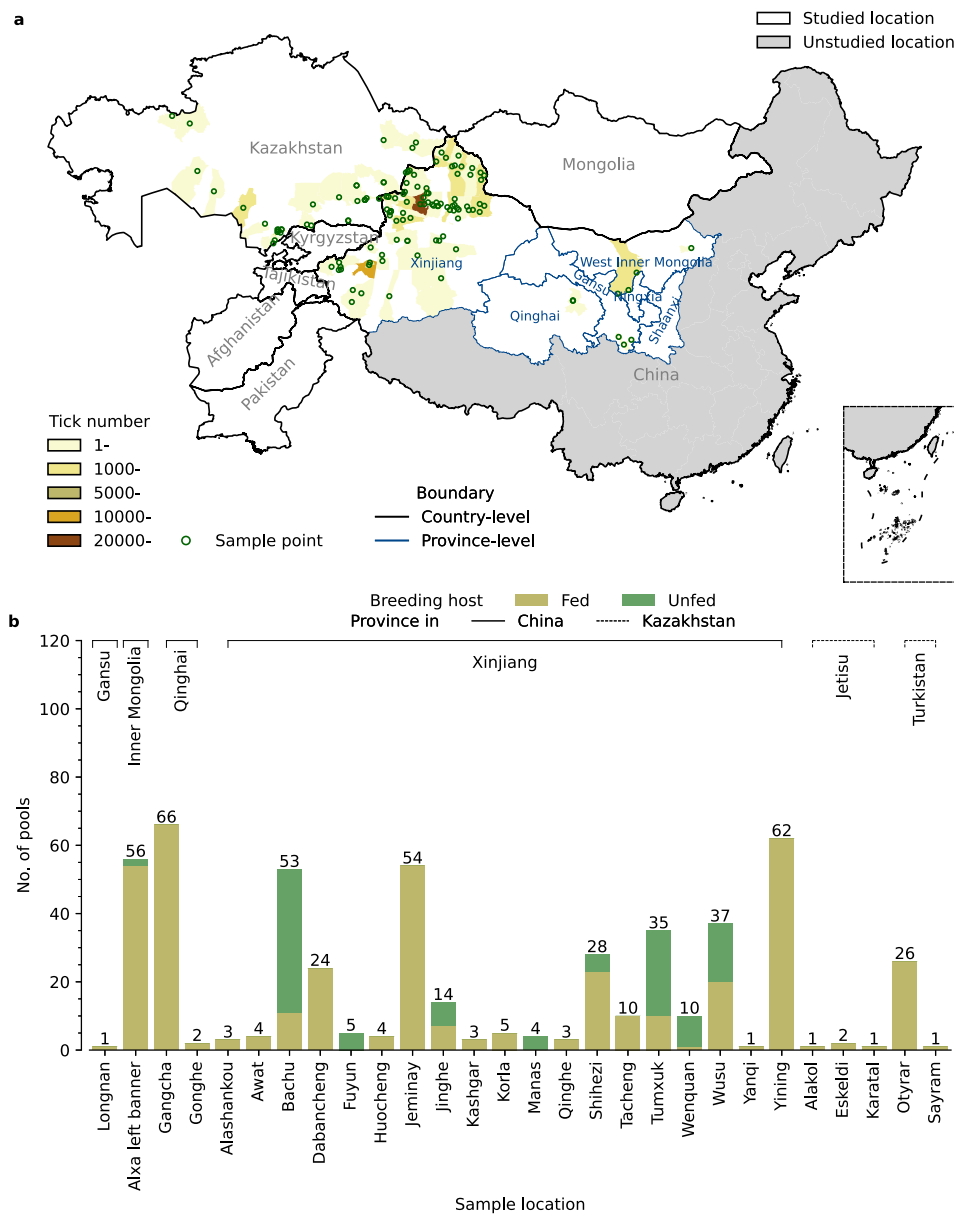 a
Studied location
Unstudied location
Kazakhstan
Mongolia
Kyrgyzstan
Tajikistan
Xinjiang
West Inner Mongolia
Gansu
Ningxia
Shaanxi
Qinghai
Afghanistan
Pakistan
China
Tick number
1-
1000-
5000-
10000-
20000-
Sample point
Boundary
Country-level
Province-level
Breeding host Fed Unfed
b
Province in China Kazakhstan
Gansu
Inner Mongolia
Qinghai
Xinjiang
Jetisu
Turkistan
No. of pools
120
100
80
60
40
20
0
1 56 66 2 3 4 53 24 5 4 54 14 3 5 4 3 28 10 35 10 37 1 62 1 2 1 26 1
Longnan
Alxa left banner
Gangcha
Gonghe
Alashankou
Awat
Bachu
Dabancheng
Fuyun
Huocheng
Jeminay
Jinghe
Kashgar
Korla
Manas
Qinghe
Shihezi
Tacheng
Tumxuk
Wenquan
Wusu
Yanqi
Yining
Alakol
Eskeldi
Karatal
Otyrar
Sayram
Sample location